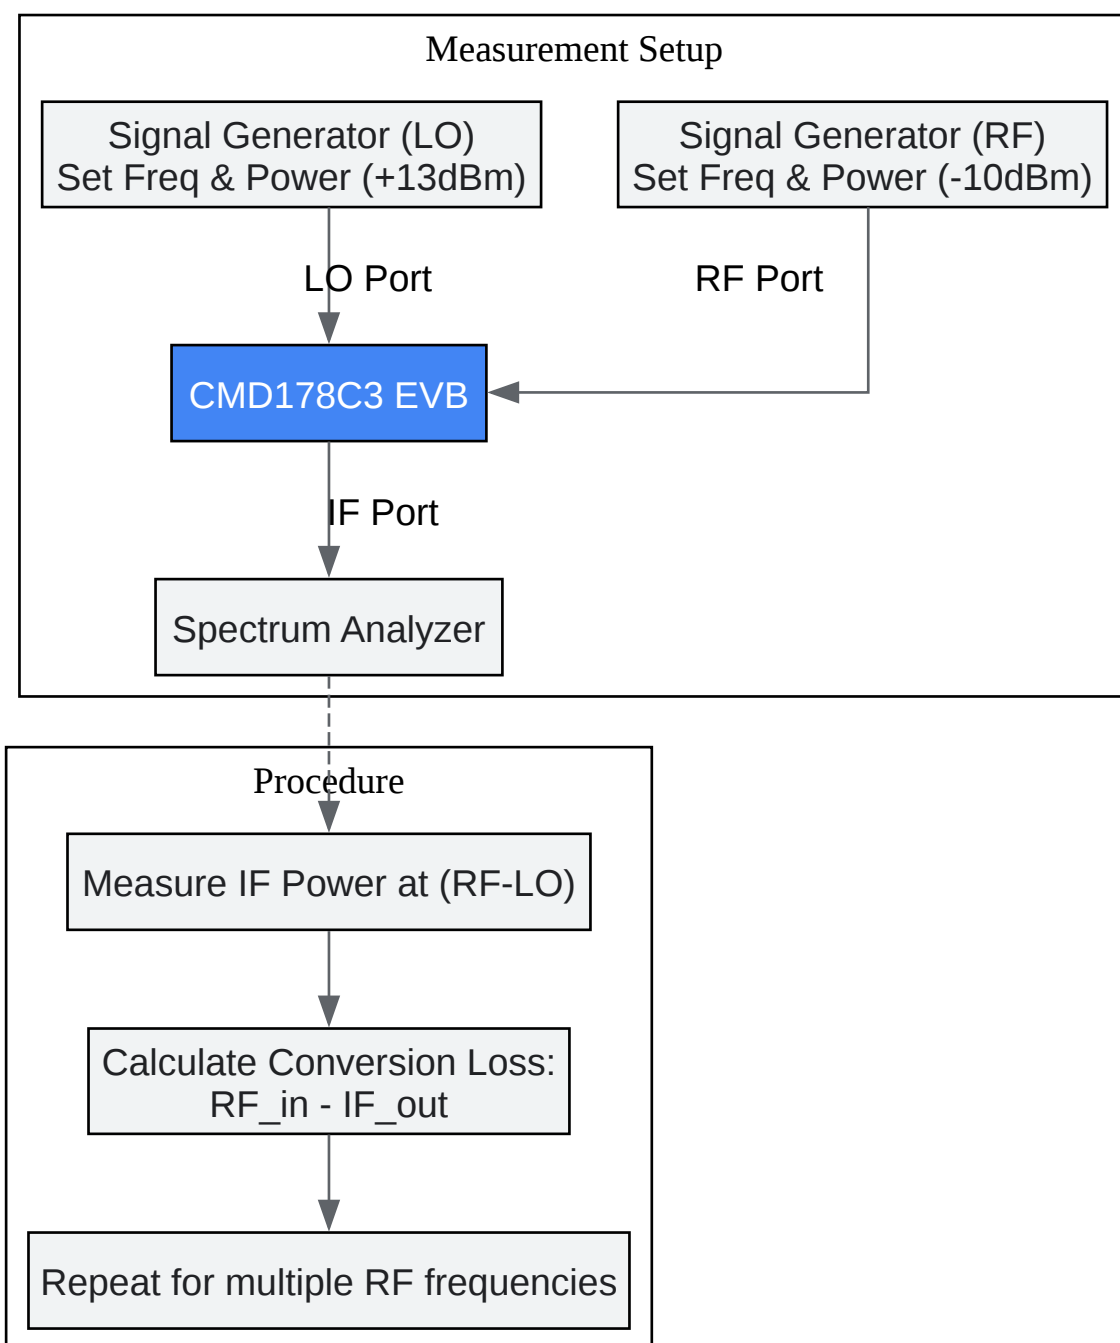 Measurement Setup
Signal Generator (LO)
Set Freq & Power (+13dBm)
Signal Generator (RF)
Set Freq & Power (-10dBm)
LO Port
RF Port
CMD178C3 EVB
IF Port
Spectrum Analyzer
Procedure
Measure IF Power at (RF-LO)
Calculate Conversion Loss:
RF_in - IF_out
Repeat for multiple RF frequencies